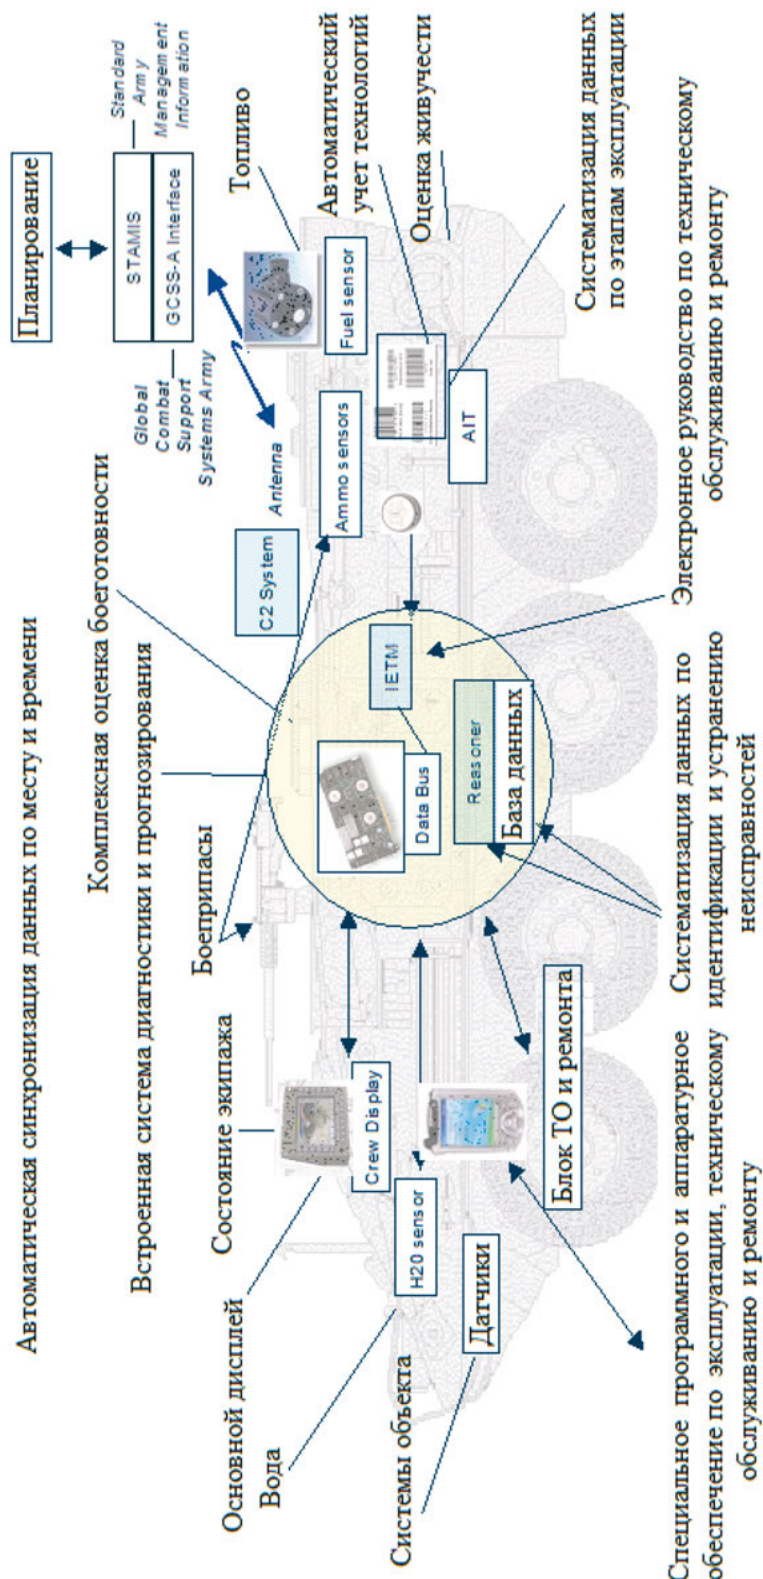 Автоматическая синхронизация данных по месту и времени
Планирование
STAMIS
GCSS-A Interface
Standard
Army
Management
Information
Global
Combat
Support
Systems Army
Комплексная оценка боеготовности
Встроенная система диагностики и прогнозирования
Antenna
Топливо
Боеприпасы
C2 System
Состояние экипажа
Основной дисплей
Вода
Fuel sensor
Автоматический
учет технологий
Ammo sensors
Оценка живучести
Crew Display
H20 sensor
Data Bus
IETM
AIT
Reasoner
База данных
Системы объекта
Датчики
Блок ТО и ремонта
Систематизация данных
по этапам эксплуатации
Специальное программного и аппаратурное
обеспечение по эксплуатации, техническому
обслуживанию и ремонту
Систематизация данных по
идентификации и устранению
неисправностей
Электронное руководство по техническому
обслуживанию и ремонту